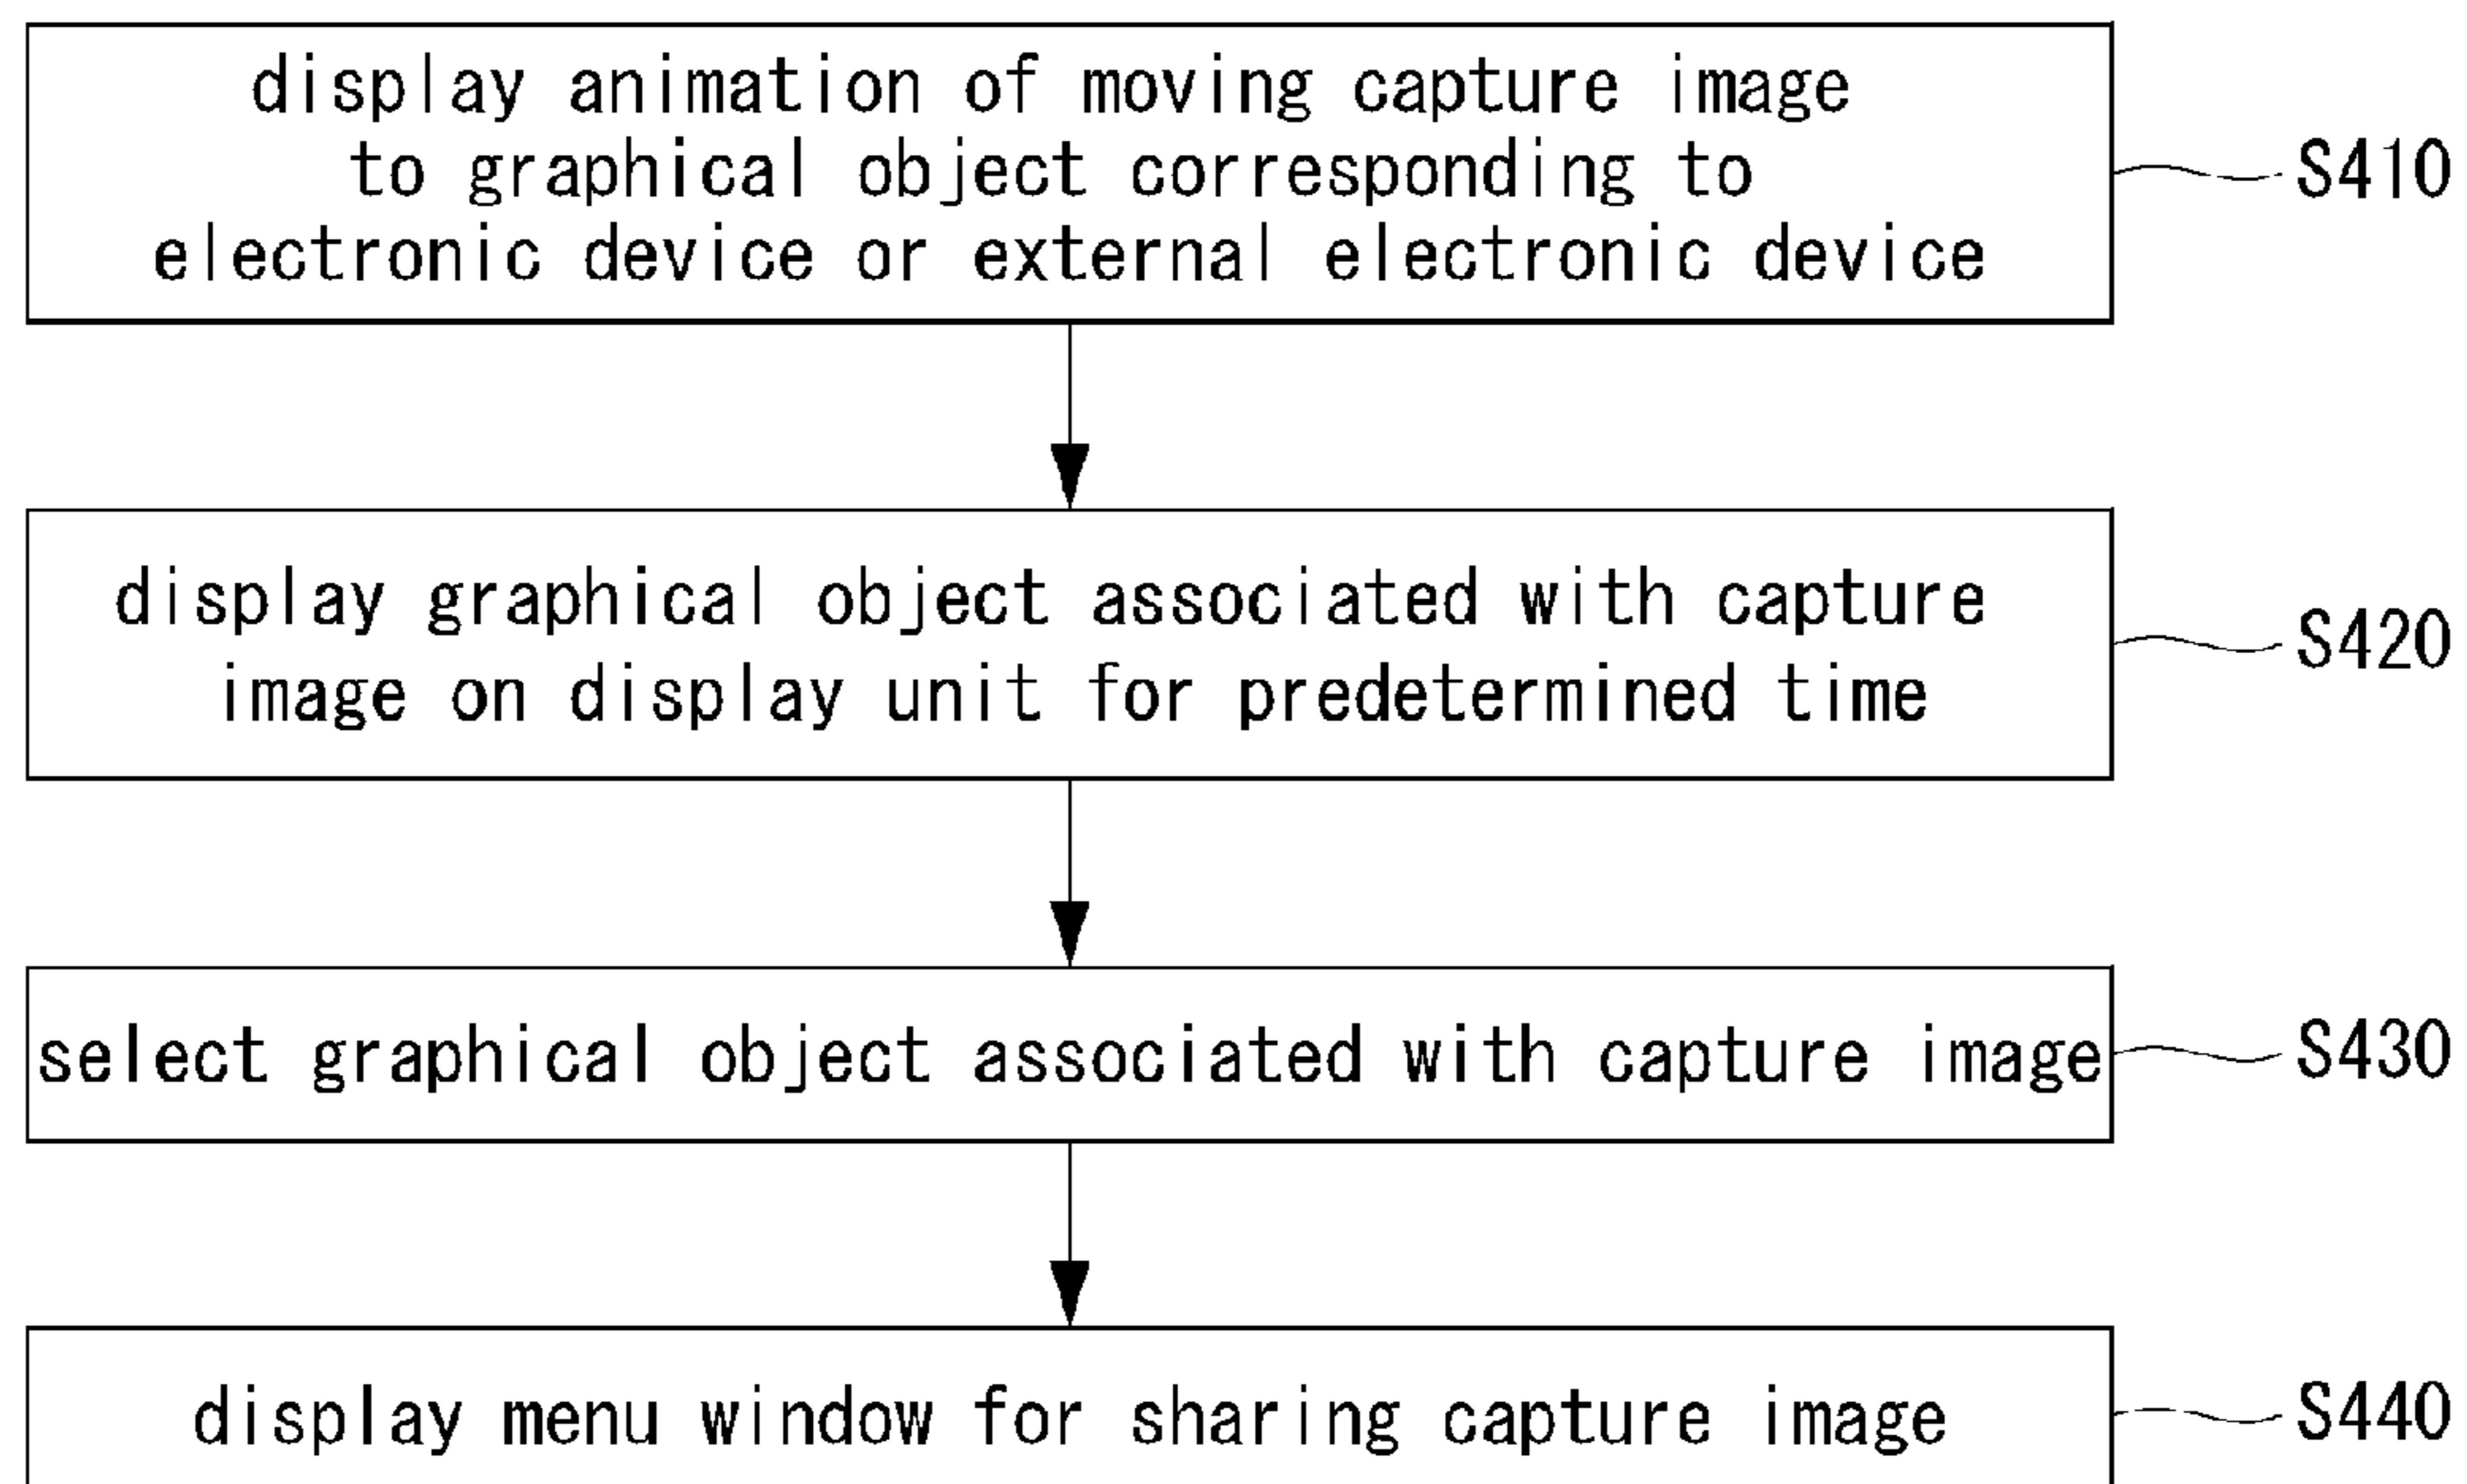 display animation of moving capture image
to graphical object corresponding to
electronic device or external electronic device
S410
display graphical object associated with capture
image on display unit for predetermined time
S420
select graphical object associated with capture image
S430
display menu window for sharing capture image
S440